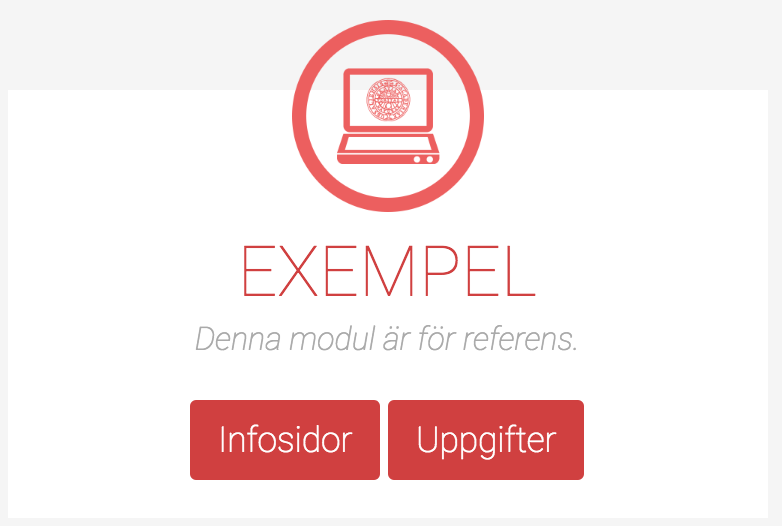 EXEMPEL
Denna modul är för referens.
Infosidor Uppgifter